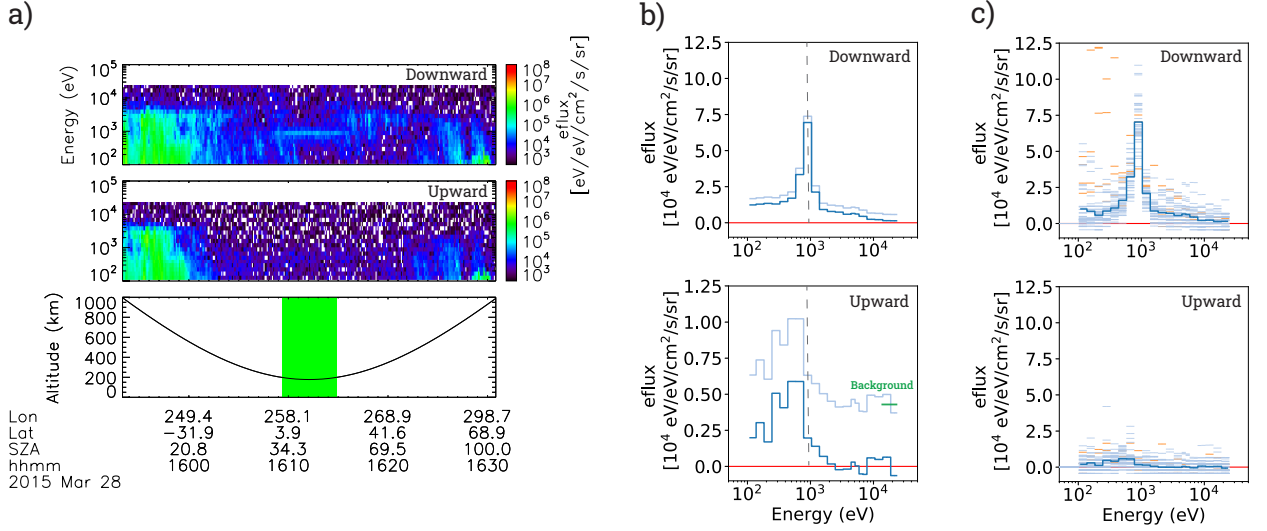 a)
b)
c)
Energy (eV)
10⁵
10⁴
10³
10²
Downward
10⁸
10⁷
10⁶
10⁵
10⁴
10³
eflux
[eV/eV/cm²/s/sr]
10⁵
10⁴
10³
10²
Upward
10⁸
10⁷
10⁶
10⁵
10⁴
10³
Altitude (km)
1000
800
600
400
200
0
Lon 249.4 258.1 268.9 298.7
Lat −31.9 3.9 41.6 68.9
SZA 20.8 34.3 69.5 100.0
hhmm 1600 1610 1620 1630
2015 Mar 28
eflux
[10⁴ eV/eV/cm²/s/sr]
12.5
10.0
7.5
5.0
2.5
0.0
Downward
10² 10³ 10⁴
eflux
[10⁴ eV/eV/cm²/s/sr]
1.25
1.00
0.75
0.50
0.25
0.00
Upward
Background
10² 10³ 10⁴
Energy (eV)
eflux
[10⁴ eV/eV/cm²/s/sr]
12.5
10.0
7.5
5.0
2.5
0.0
Downward
10² 10³ 10⁴
eflux
[10⁴ eV/eV/cm²/s/sr]
12.5
10.0
7.5
5.0
2.5
0.0
Upward
10² 10³ 10⁴
Energy (eV)